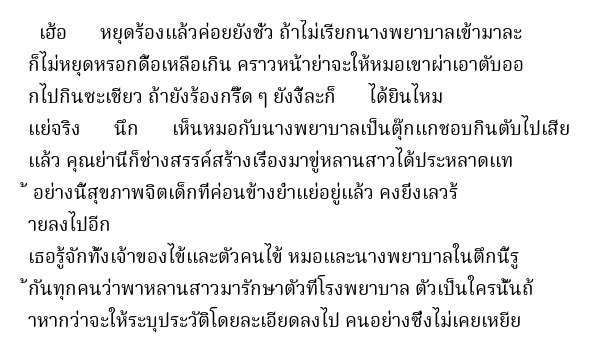 เฮ้อ หยุดร้องแล้วค่อยยังชั่ว ถ้าไม่เรียกนางพยาบาลเข้ามาละ
ก็ไม่หยุดหรอกดื้อเหลือเกิน คราวหน้าย่าจะให้หมอเขาผ่าเอาตับออ
กไปกินซะเชียว ถ้ายังร้องกรี๊ด ๆ ยังงี้ละก็ ได้ยินไหม
แย่จริง นึก เห็นหมอกับนางพยาบาลเป็นตุ๊กแกชอบกินตับไปเสีย
แล้ว คุณย่านี่ก็ช่างสรรค์สร้างเรื่องมาขู่หลานสาวได้ประหลาดแท
้ อย่างนี้สุขภาพจิตเด็กที่ค่อนข้างย่ำแย่อยู่แล้ว คงยิ่งเลวร้
ายลงไปอีก
เธอรู้จักทั้งเจ้าของไข้และตัวคนไข้ หมอและนางพยาบาลในตึกนี้รู
้กันทุกคนว่าพาหลานสาวมารักษาตัวที่โรงพยาบาล ตัวเป็นใครนั้นถ้
าหากว่าจะให้ระบุประวัติโดยละเอียดลงไป คนอย่างซึ่งไม่เคยเหยีย